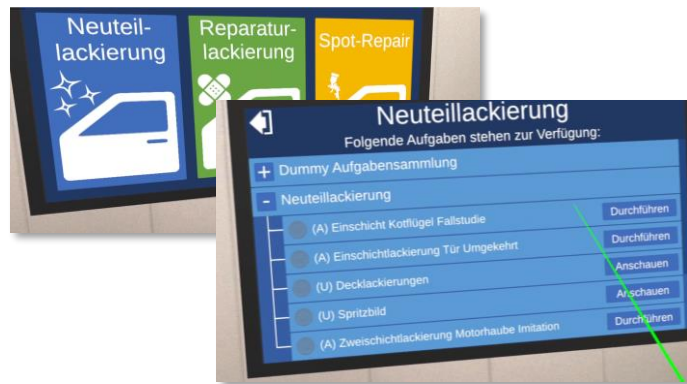 Neuteil-
lackierung
Reparatur-
lackierung
Spot-Repair
Neuteillackierung
Folgende Aufgaben stehen zur Verfügung:
+ Dummy Aufgabensammlung
- Neuteillackierung
(A) Einschicht Kotflügel Fallstudie
Durchführen
(A) Einschichtlackierung Tür Umgekehrt
Durchführen
(U) Decklackierungen
Anschauen
(U) Spritzbild
Anschauen
(A) Zweischichtlackierung Motorhaube Imitation
Durchführen